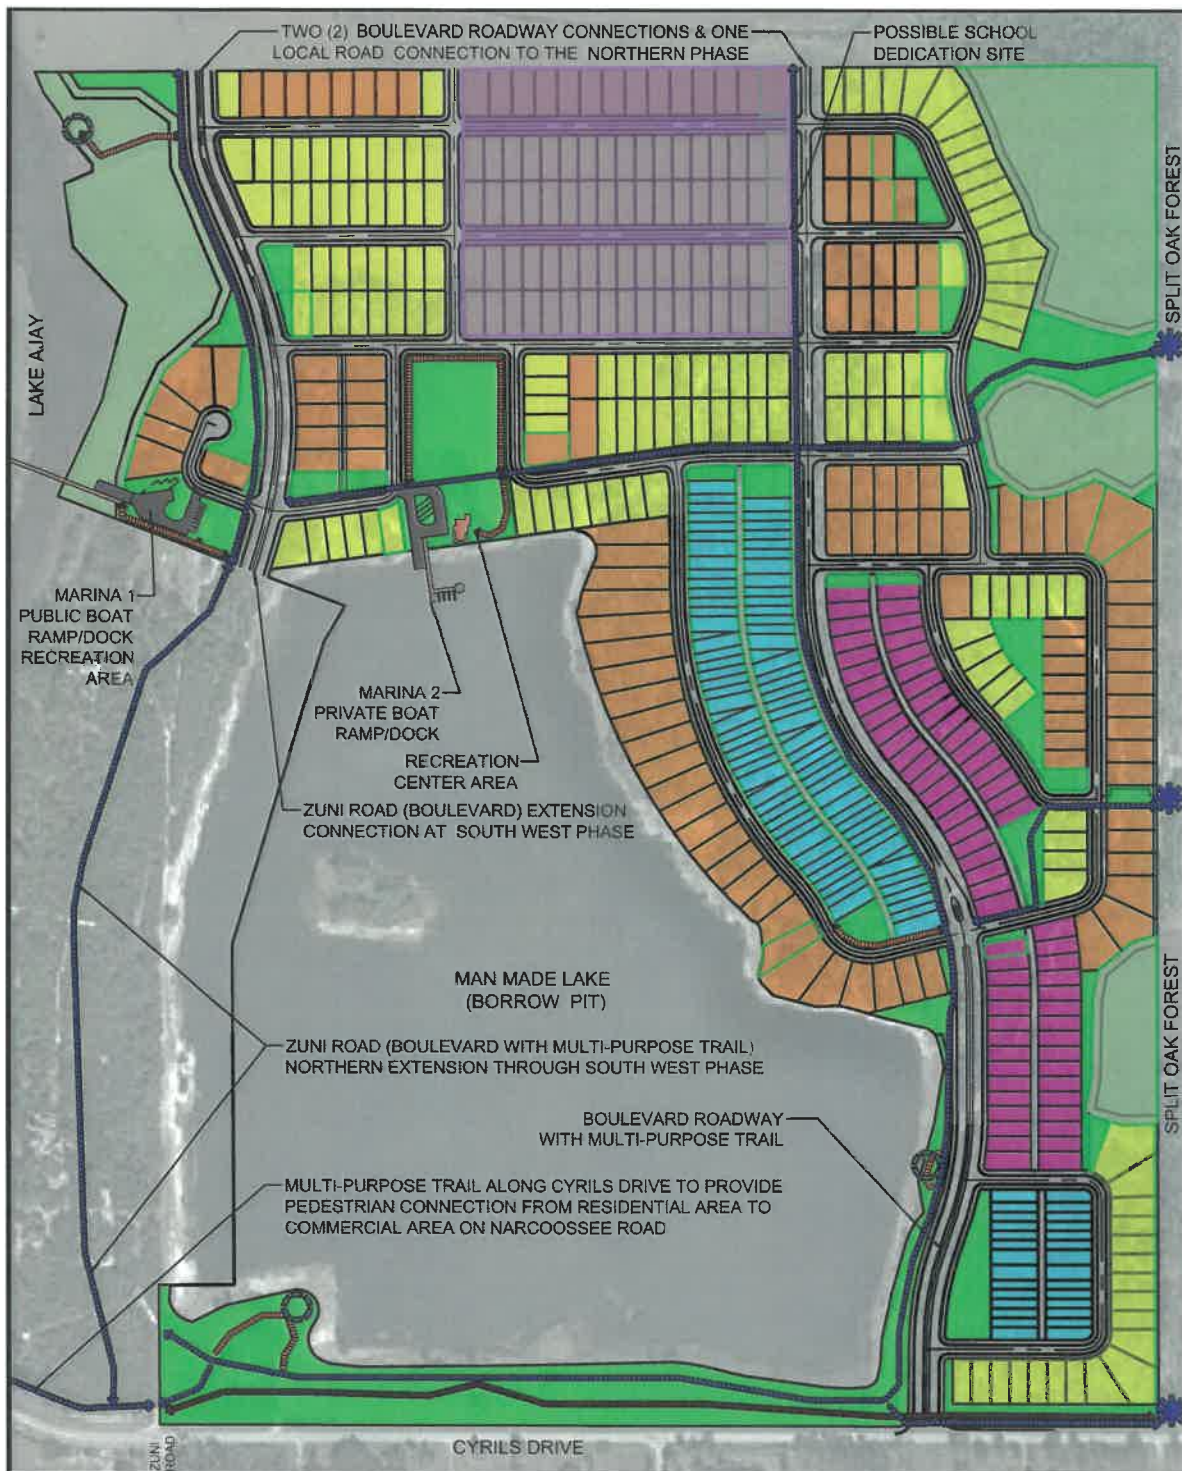 TWO (2) BOULEVARD ROADWAY CONNECTIONS & ONE
LOCAL ROAD CONNECTION TO THE NORTHERN PHASE
POSSIBLE SCHOOL
DEDICATION SITE
SPLIT OAK FOREST
LAKE AJAY
MARINA 1
PUBLIC BOAT
RAMP/DOCK
RECREATION
AREA
MARINA 2
PRIVATE BOAT
RAMP/DOCK
RECREATION
CENTER AREA
ZUNI ROAD (BOULEVARD) EXTENSION
CONNECTION AT SOUTH WEST PHASE
MAN MADE LAKE
(BORROW PIT)
SPLIT OAK FOREST
ZUNI ROAD (BOULEVARD WITH MULTI-PURPOSE TRAIL)
NORTHERN EXTENSION THROUGH SOUTH WEST PHASE
BOULEVARD ROADWAY
WITH MULTI-PURPOSE TRAIL
MULTI-PURPOSE TRAIL ALONG CYRILS DRIVE TO PROVIDE
PEDESTRIAN CONNECTION FROM RESIDENTIAL AREA TO
COMMERCIAL AREA ON NARCOOSSEE ROAD
ZUNI
ROAD
CYRILS DRIVE